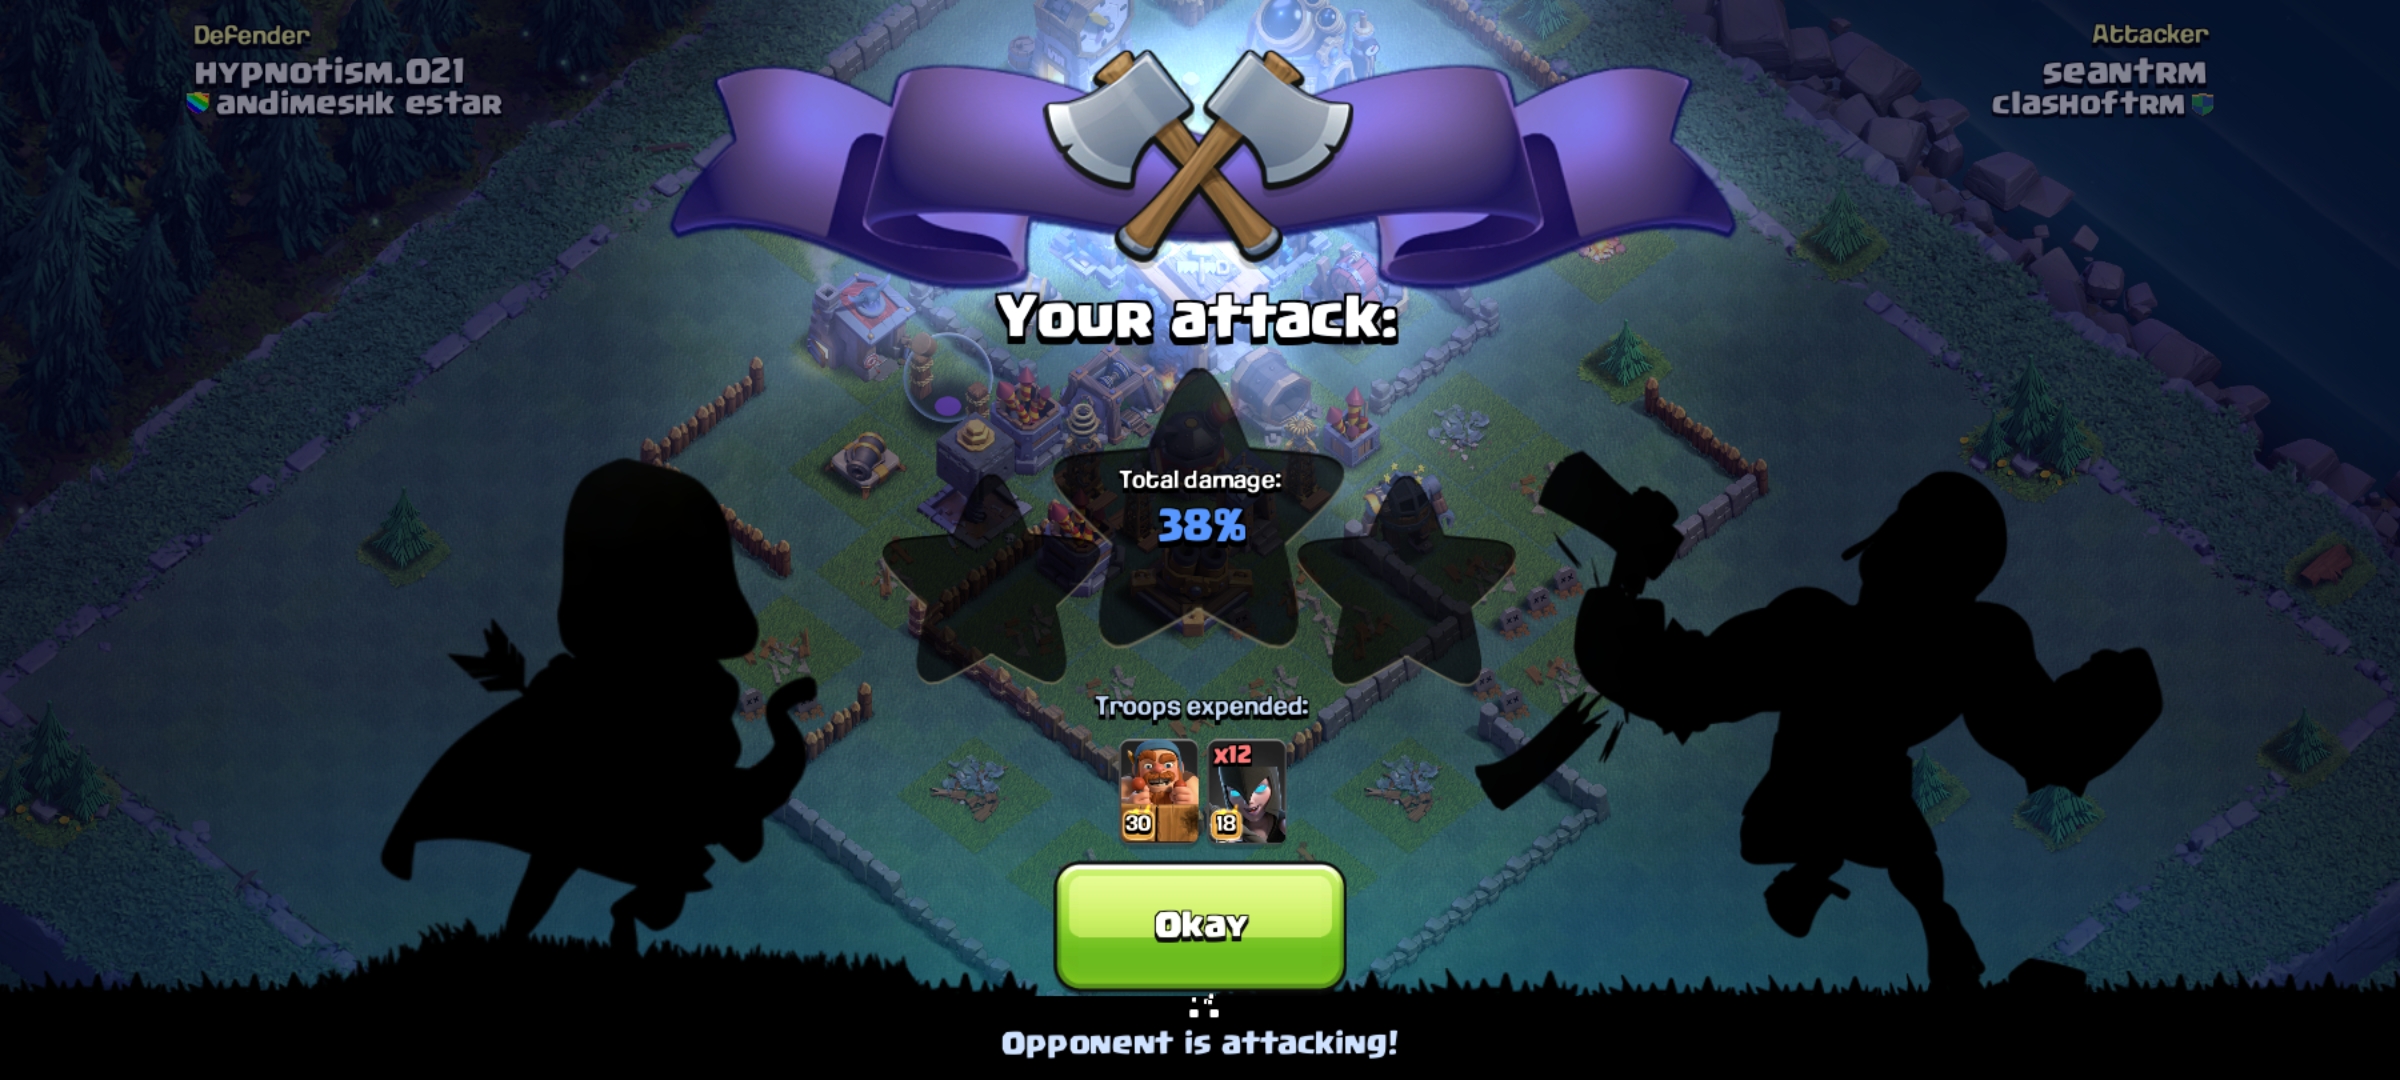 Defender
HYPNOTISM.021
ANDIMESHK ESTAR
Attacker
SEANTRM
CLASHOFTRM
Your attack:
Total damage:
38%
Troops expended:
x12
30
18
Okay
Opponent is attacking!